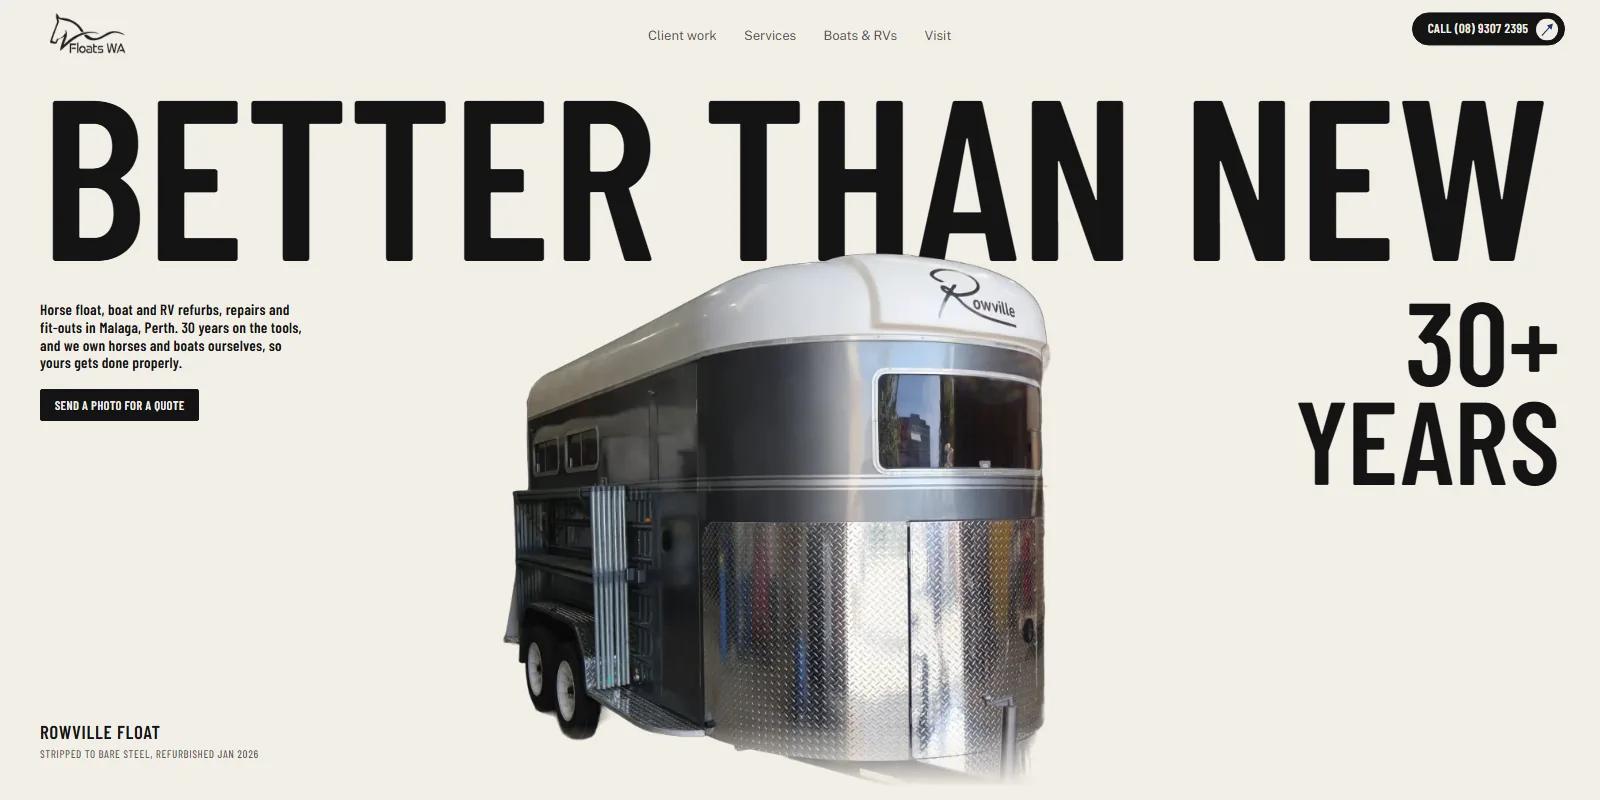 Floats WA
Client work
Services
Boats & RVs
Visit
CALL (08) 9307 2395
BETTER THAN NEW
Horse float, boat and RV refurbs, repairs and
fit-outs in Malaga, Perth. 30 years on the tools,
and we own horses and boats ourselves, so
yours gets done properly.
SEND A PHOTO FOR A QUOTE
Rowville
30+
YEARS
ROWVILLE FLOAT
STRIPPED TO BARE STEEL, REFURBISHED JAN 2026